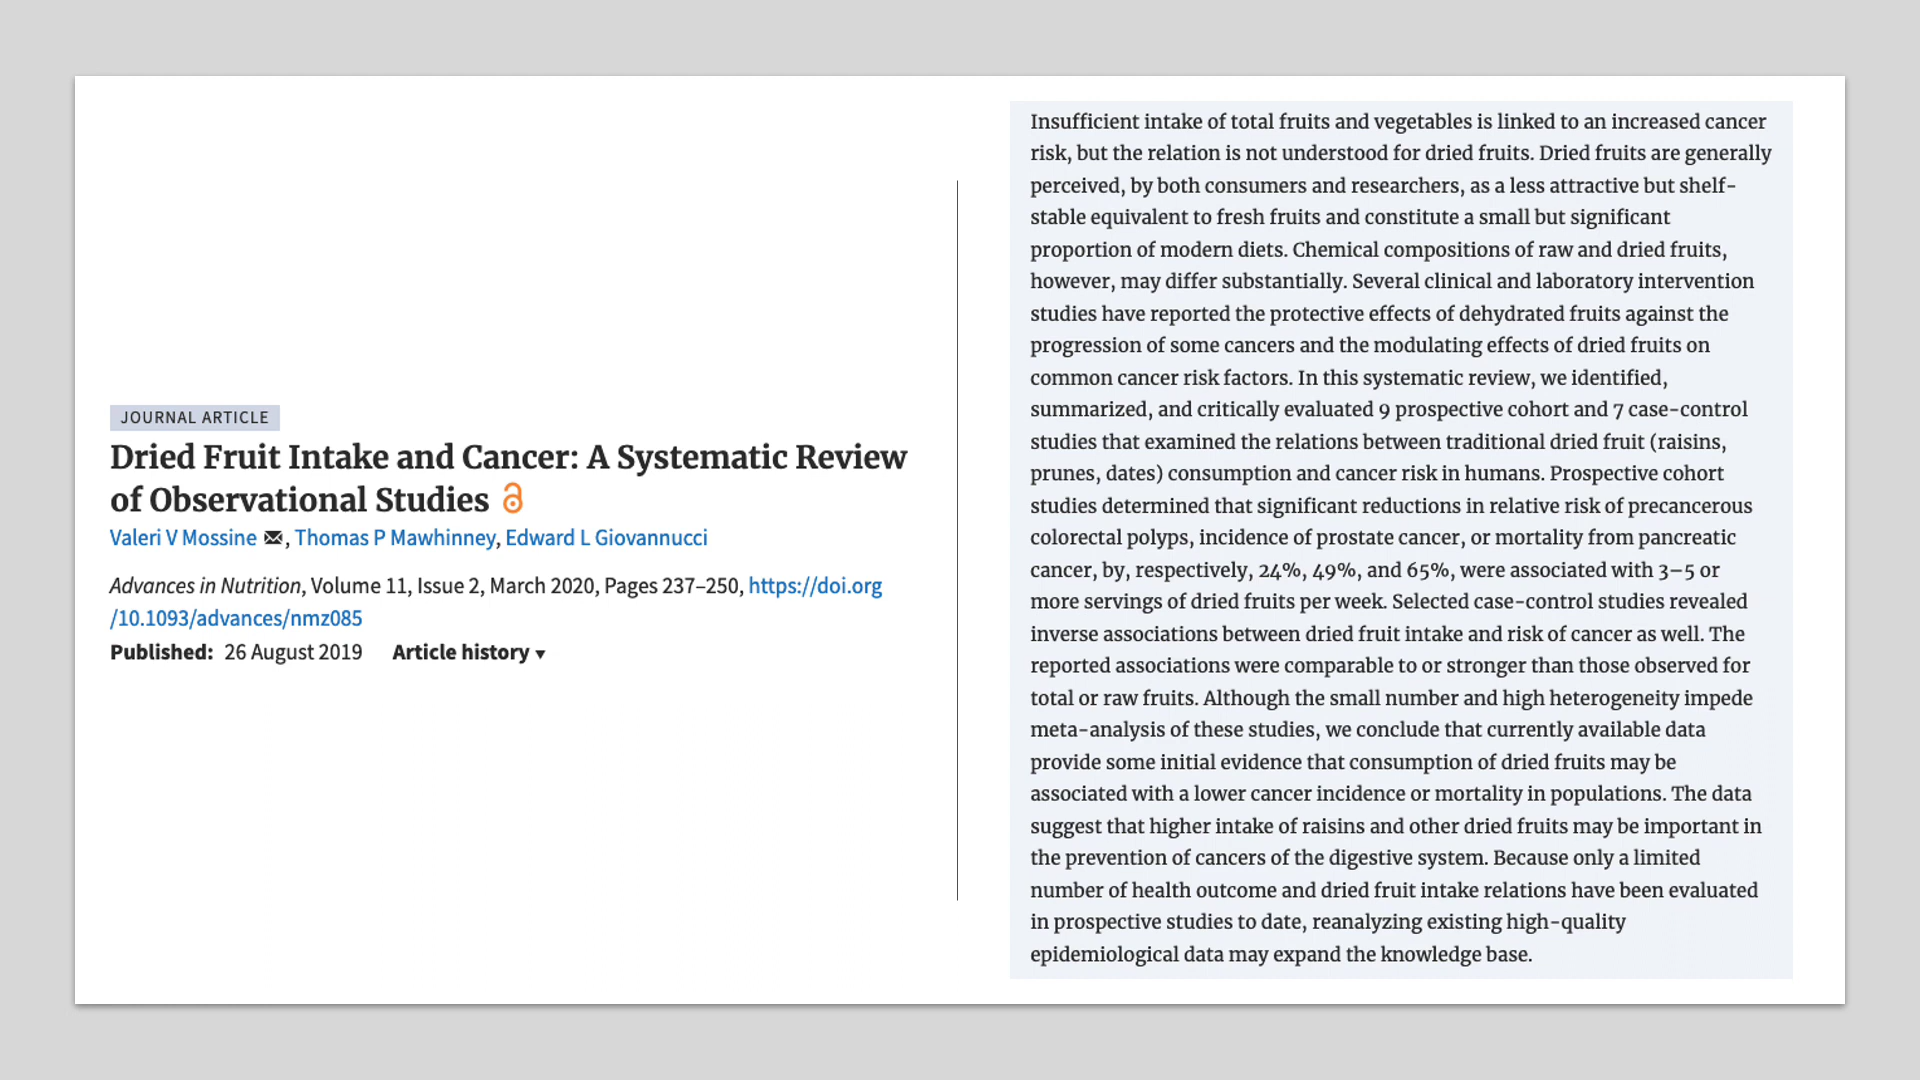 JOURNAL ARTICLE
Dried Fruit Intake and Cancer: A Systematic Review
of Observational Studies
Valeri V Mossine, Thomas P Mawhinney, Edward L Giovannucci
Advances in Nutrition, Volume 11, Issue 2, March 2020, Pages 237–250, https://doi.org
/10.1093/advances/nmz085
Published: 26 August 2019 Article history
Insufficient intake of total fruits and vegetables is linked to an increased cancer
risk, but the relation is not understood for dried fruits. Dried fruits are generally
perceived, by both consumers and researchers, as a less attractive but shelf-
stable equivalent to fresh fruits and constitute a small but significant
proportion of modern diets. Chemical compositions of raw and dried fruits,
however, may differ substantially. Several clinical and laboratory intervention
studies have reported the protective effects of dehydrated fruits against the
progression of some cancers and the modulating effects of dried fruits on
common cancer risk factors. In this systematic review, we identified,
summarized, and critically evaluated 9 prospective cohort and 7 case-control
studies that examined the relations between traditional dried fruit (raisins,
prunes, dates) consumption and cancer risk in humans. Prospective cohort
studies determined that significant reductions in relative risk of precancerous
colorectal polyps, incidence of prostate cancer, or mortality from pancreatic
cancer, by, respectively, 24%, 49%, and 65%, were associated with 3–5 or
more servings of dried fruits per week. Selected case-control studies revealed
inverse associations between dried fruit intake and risk of cancer as well. The
reported associations were comparable to or stronger than those observed for
total or raw fruits. Although the small number and high heterogeneity impede
meta-analysis of these studies, we conclude that currently available data
provide some initial evidence that consumption of dried fruits may be
associated with a lower cancer incidence or mortality in populations. The data
suggest that higher intake of raisins and other dried fruits may be important in
the prevention of cancers of the digestive system. Because only a limited
number of health outcome and dried fruit intake relations have been evaluated
in prospective studies to date, reanalyzing existing high-quality
epidemiological data may expand the knowledge base.